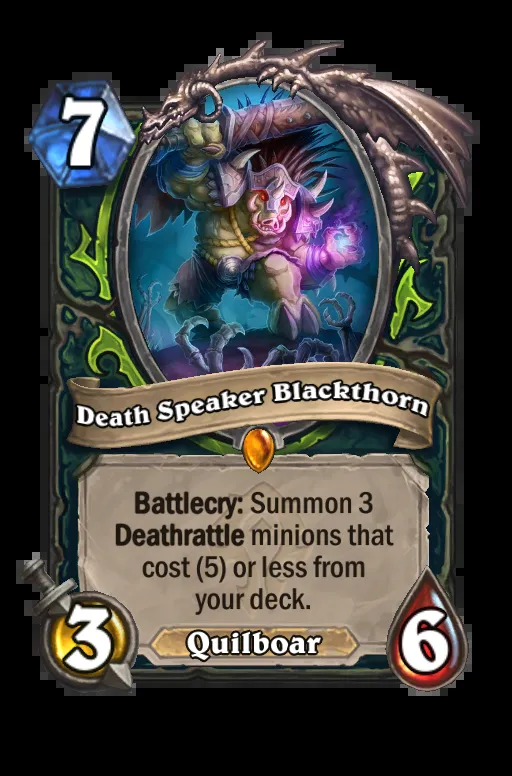 7
Death Speaker Blackthorn
Battlecry: Summon 3
Deathrattle minions that
cost (5) or less from
your deck.
3
Quilboar
6